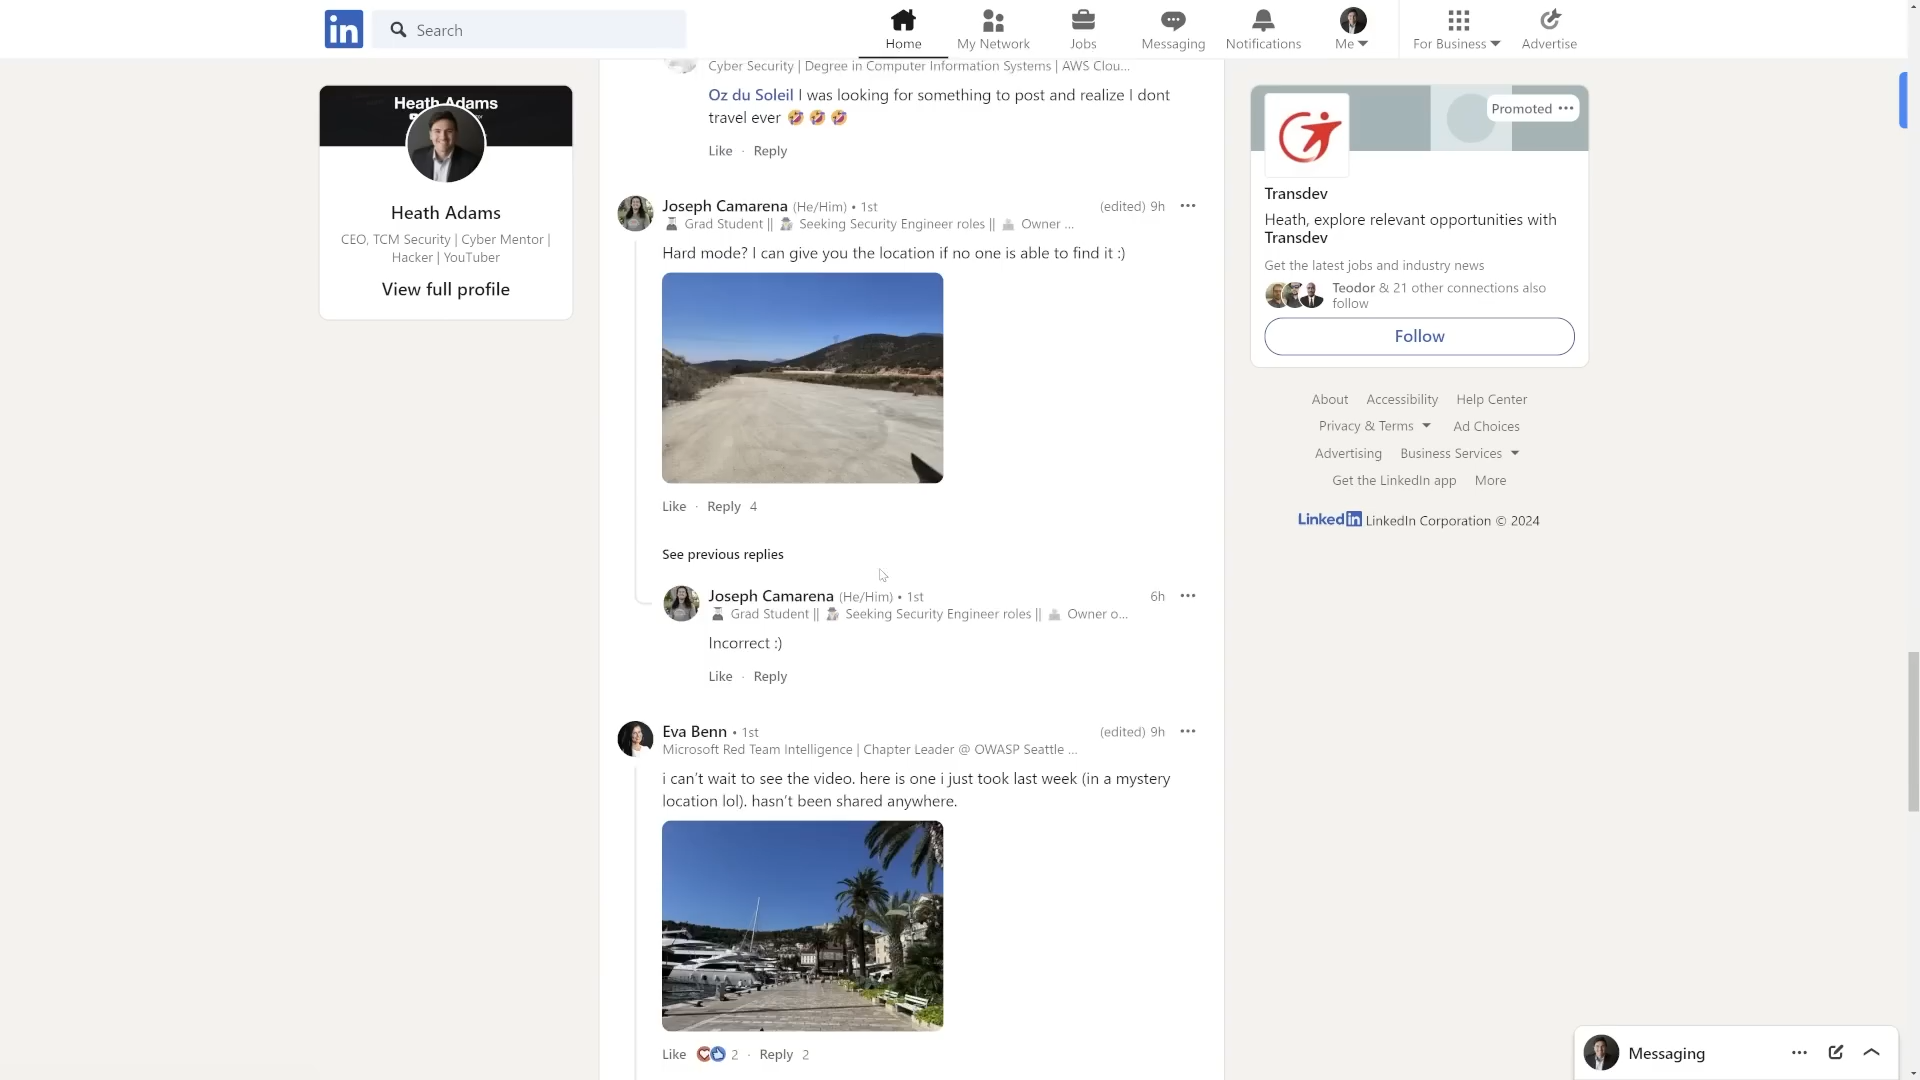 in
Search
Home
My Network
Jobs
Messaging
Notifications
Me
For Business
Advertise
Heath Adams
Heath Adams
CEO, TCM Security | Cyber Mentor |
Hacker | YouTuber
View full profile
Cyber Security | Degree in Computer Information Systems | AWS Clou...
Oz du Soleil I was looking for something to post and realize I dont
travel ever 🤣 🤣 🤣
Like · Reply
Joseph Camarena (He/Him) • 1st
(edited) 9h
Grad Student || Seeking Security Engineer roles || Owner ...
Hard mode? I can give you the location if no one is able to find it :)
Like · Reply 4
See previous replies
Joseph Camarena (He/Him) • 1st
6h
Grad Student || Seeking Security Engineer roles || Owner o...
Incorrect :)
Like · Reply
Eva Benn • 1st
(edited) 9h
Microsoft Red Team Intelligence | Chapter Leader @ OWASP Seattle ...
i can't wait to see the video. here is one i just took last week (in a mystery
location lol). hasn't been shared anywhere.
Like 2 · Reply 2
Promoted
Transdev
Heath, explore relevant opportunities with
Transdev
Get the latest jobs and industry news
Teodor & 21 other connections also
follow
Follow
About Accessibility Help Center
Privacy & Terms Ad Choices
Advertising Business Services
Get the LinkedIn app More
LinkedIn LinkedIn Corporation © 2024
Messaging